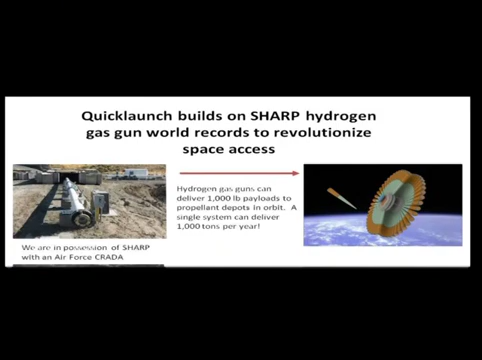 Quicklaunch builds on SHARP hydrogen
gas gun world records to revolutionize
space access
Hydrogen gas guns can
deliver 1,000 lb payloads to
propellant depots in orbit. A
single system can deliver
1,000 tons per year!
We are in possession of SHARP
with an Air Force CRADA